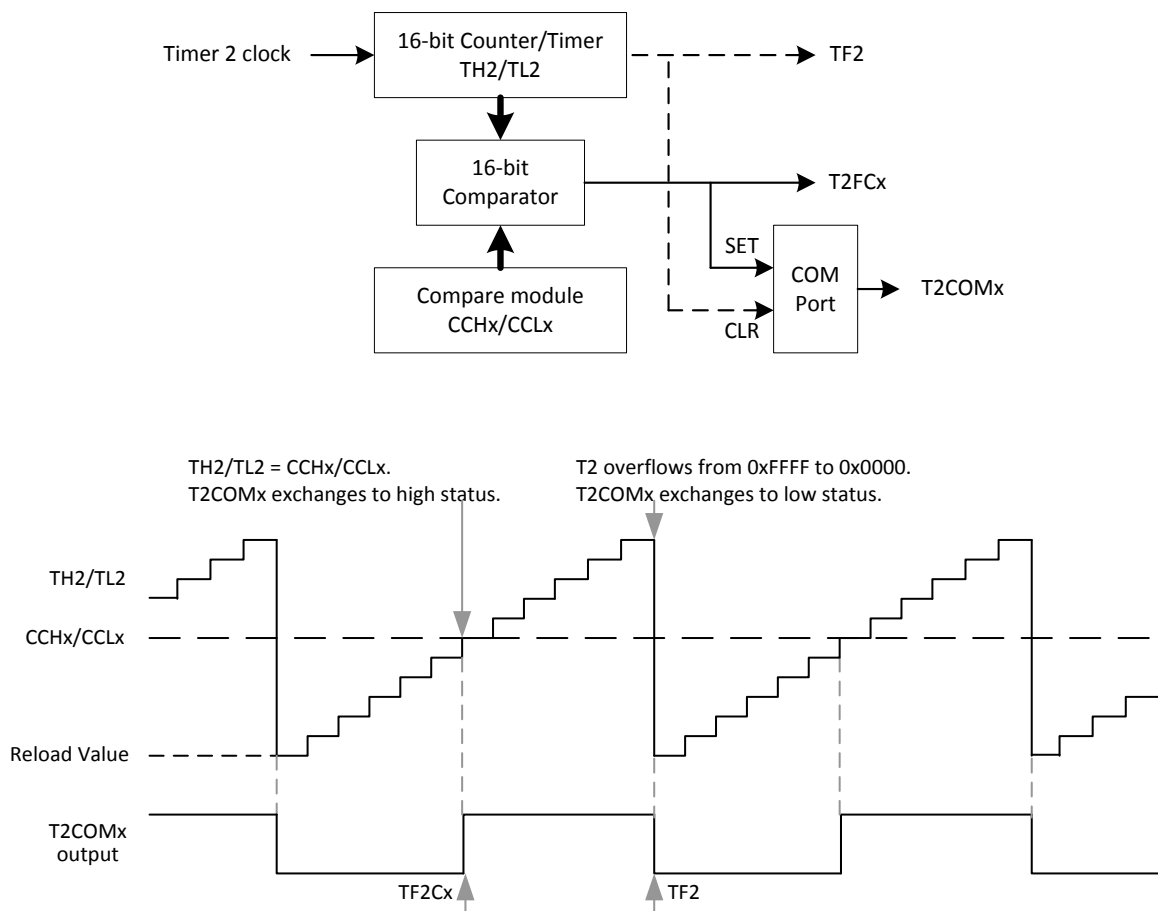 Timer 2 clock
16-bit Counter/Timer
TH2/TL2
TF2
16-bit
Comparator
T2FCx
SET
COM
Port
T2COMx
Compare module
CCHx/CCLx
CLR
TH2/TL2 = CCHx/CCLx.
T2COMx exchanges to high status.
T2 overflows from 0xFFFF to 0x0000.
T2COMx exchanges to low status.
TH2/TL2
CCHx/CCLx
Reload Value
T2COMx
output
TF2Cx
TF2